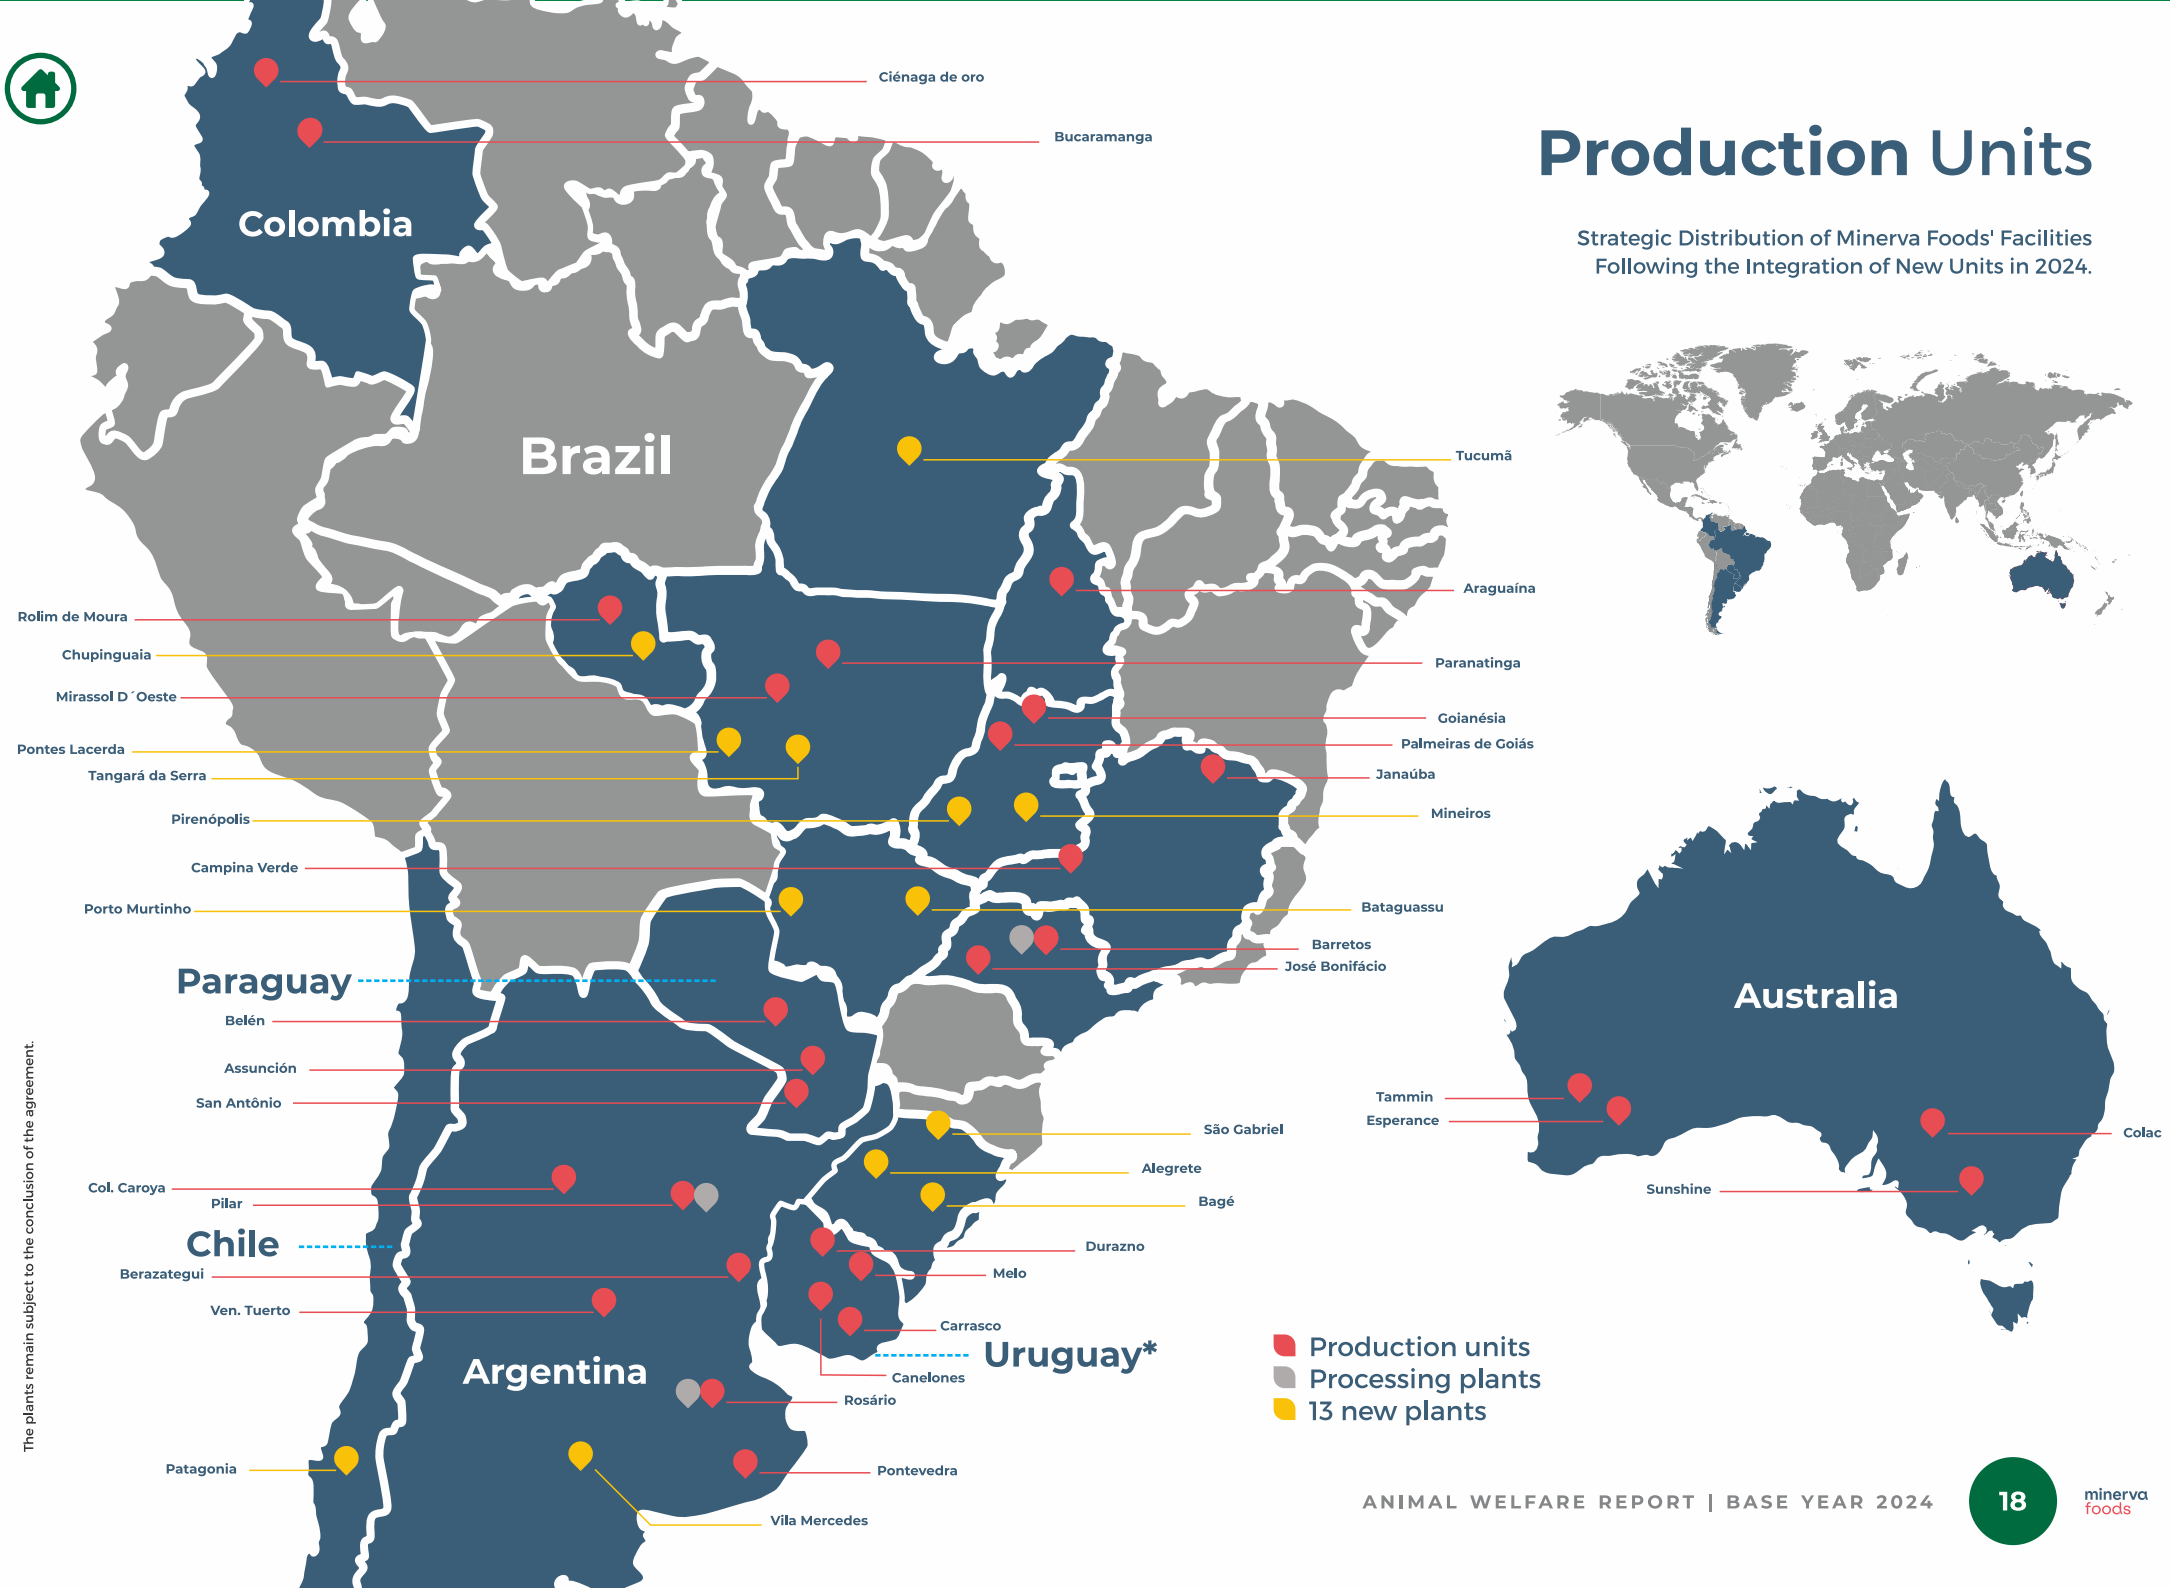 Production Units
Strategic Distribution of Minerva Foods' Facilities
Following the Integration of New Units in 2024.
Ciénaga de oro
Bucaramanga
Colombia
Brazil
Tucumã
Araguaína
Rolim de Moura
Chupinguaia
Paranatinga
Mirassol D´Oeste
Goianésia
Palmeiras de Goiás
Pontes Lacerda
Tangará da Serra
Janaúba
Pirenópolis
Mineiros
Campina Verde
Porto Murtinho
Bataguassu
Barretos
José Bonifácio
Paraguay
Belén
Assunción
San Antônio
São Gabriel
Alegrete
Bagé
Col. Caroya
Pilar
Chile
Durazno
Berazategui
Melo
Ven. Tuerto
Carrasco
Uruguay*
Argentina
Canelones
Rosário
Patagonia
Pontevedra
Vila Mercedes
Australia
Tammin
Esperance
Colac
Sunshine
Production units
Processing plants
13 new plants
The plants remain subject to the conclusion of the agreement.
ANIMAL WELFARE REPORT | BASE YEAR 2024
18
minerva
foods